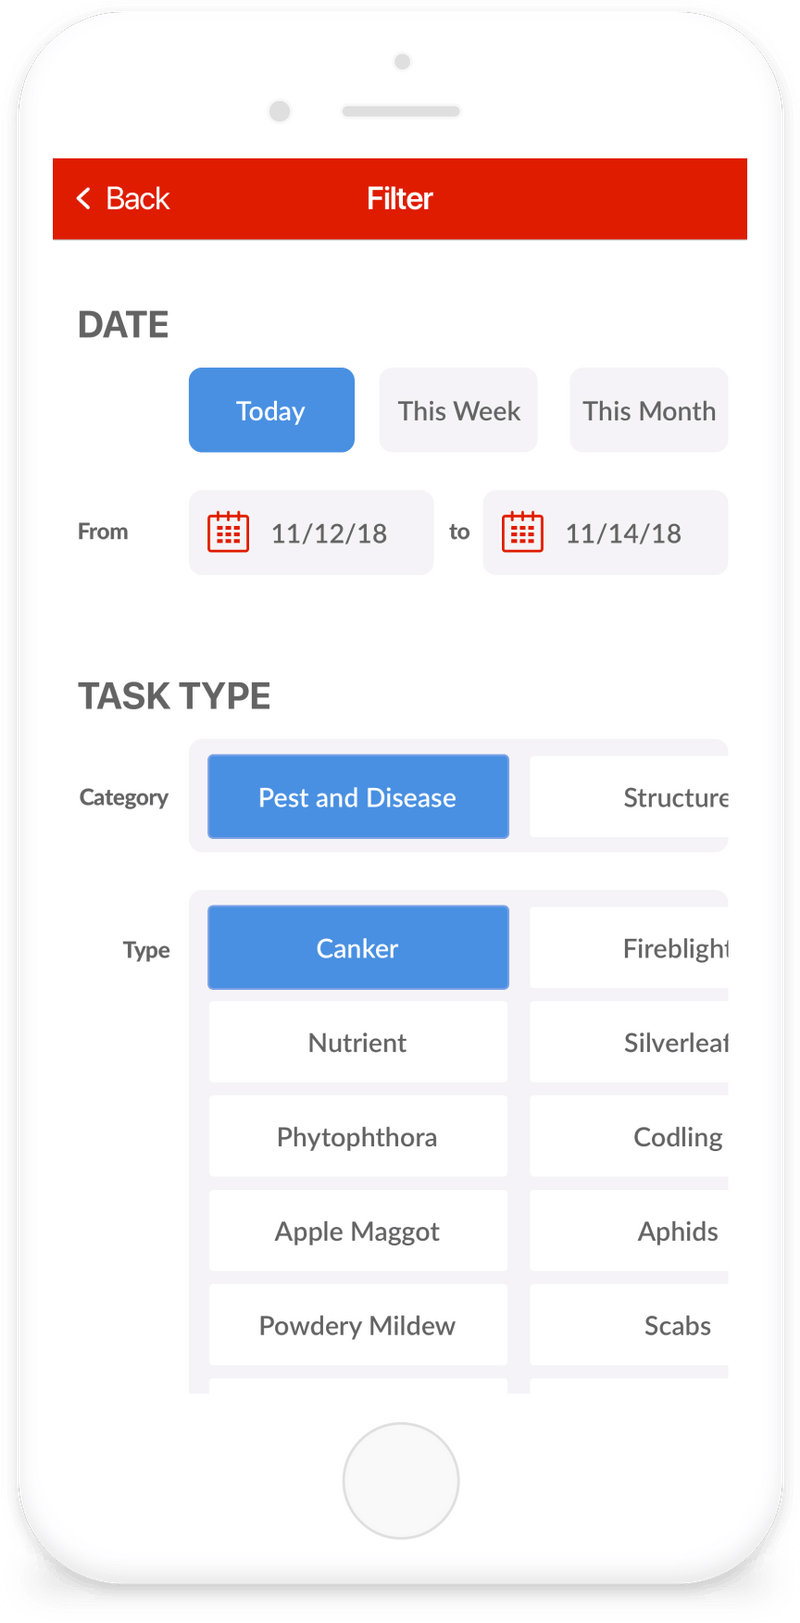 Back Filter
DATE
Today This Week This Month
From 11/12/18 to 11/14/18
TASK TYPE
Category Pest and Disease Structure
Type Canker Fireblight
Nutrient Silverleaf
Phytophthora Codling
Apple Maggot Aphids
Powdery Mildew Scabs